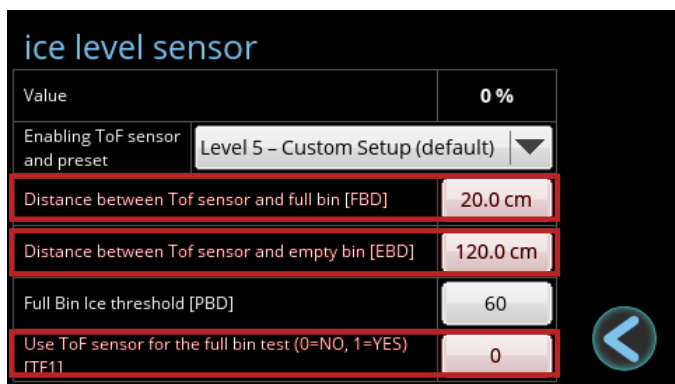 ice level sensor
Value 0 %
Enabling ToF sensor
and preset Level 5 – Custom Setup (default)
Distance between Tof sensor and full bin [FBD] 20.0 cm
Distance between Tof sensor and empty bin [EBD] 120.0 cm
Full Bin Ice threshold [PBD] 60
Use ToF sensor for the full bin test (0=NO, 1=YES) 0
[TF1]